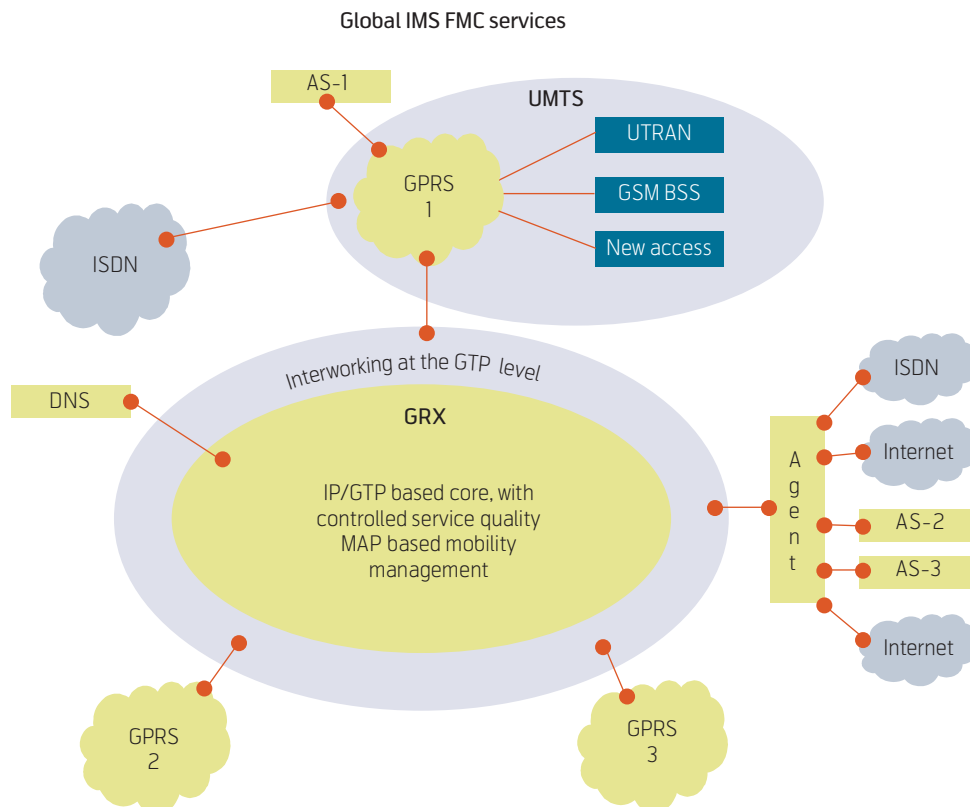 Global IMS FMC services
AS-1
UMTS
UTRAN
GPRS
1
GSM BSS
New access
ISDN
Interworking at the GTP level
ISDN
DNS
GRX
Agent
Internet
IP/GTP based core, with
controlled service quality
MAP based mobility
management
AS-2
AS-3
Internet
GPRS
2
GPRS
3